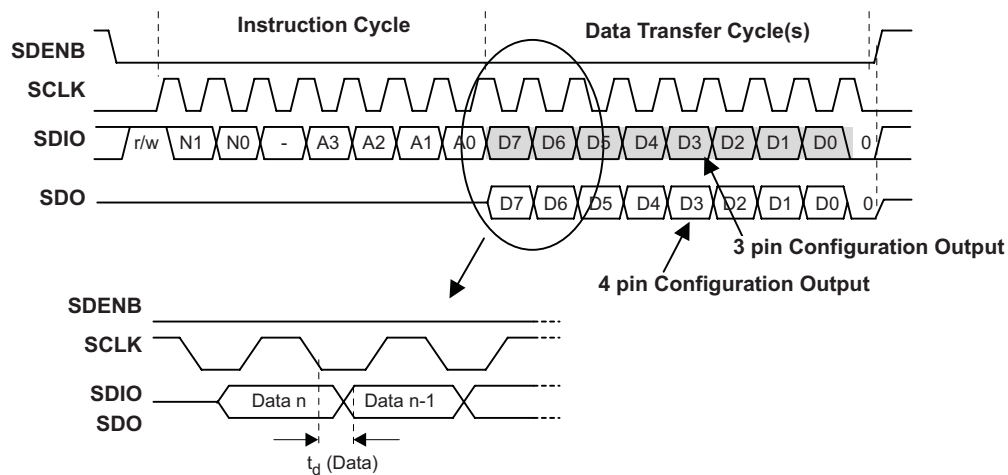 Instruction Cycle
Data Transfer Cycle(s)
SDENB
SCLK
SDIO r/w N1 N0 - A3 A2 A1 A0 D7 D6 D5 D4 D3 D2 D1 D0 0
SDO D7 D6 D5 D4 D3 D2 D1 D0 0
3 pin Configuration Output
4 pin Configuration Output
SDENB
SCLK
SDIO
SDO
Data n Data n-1
td (Data)